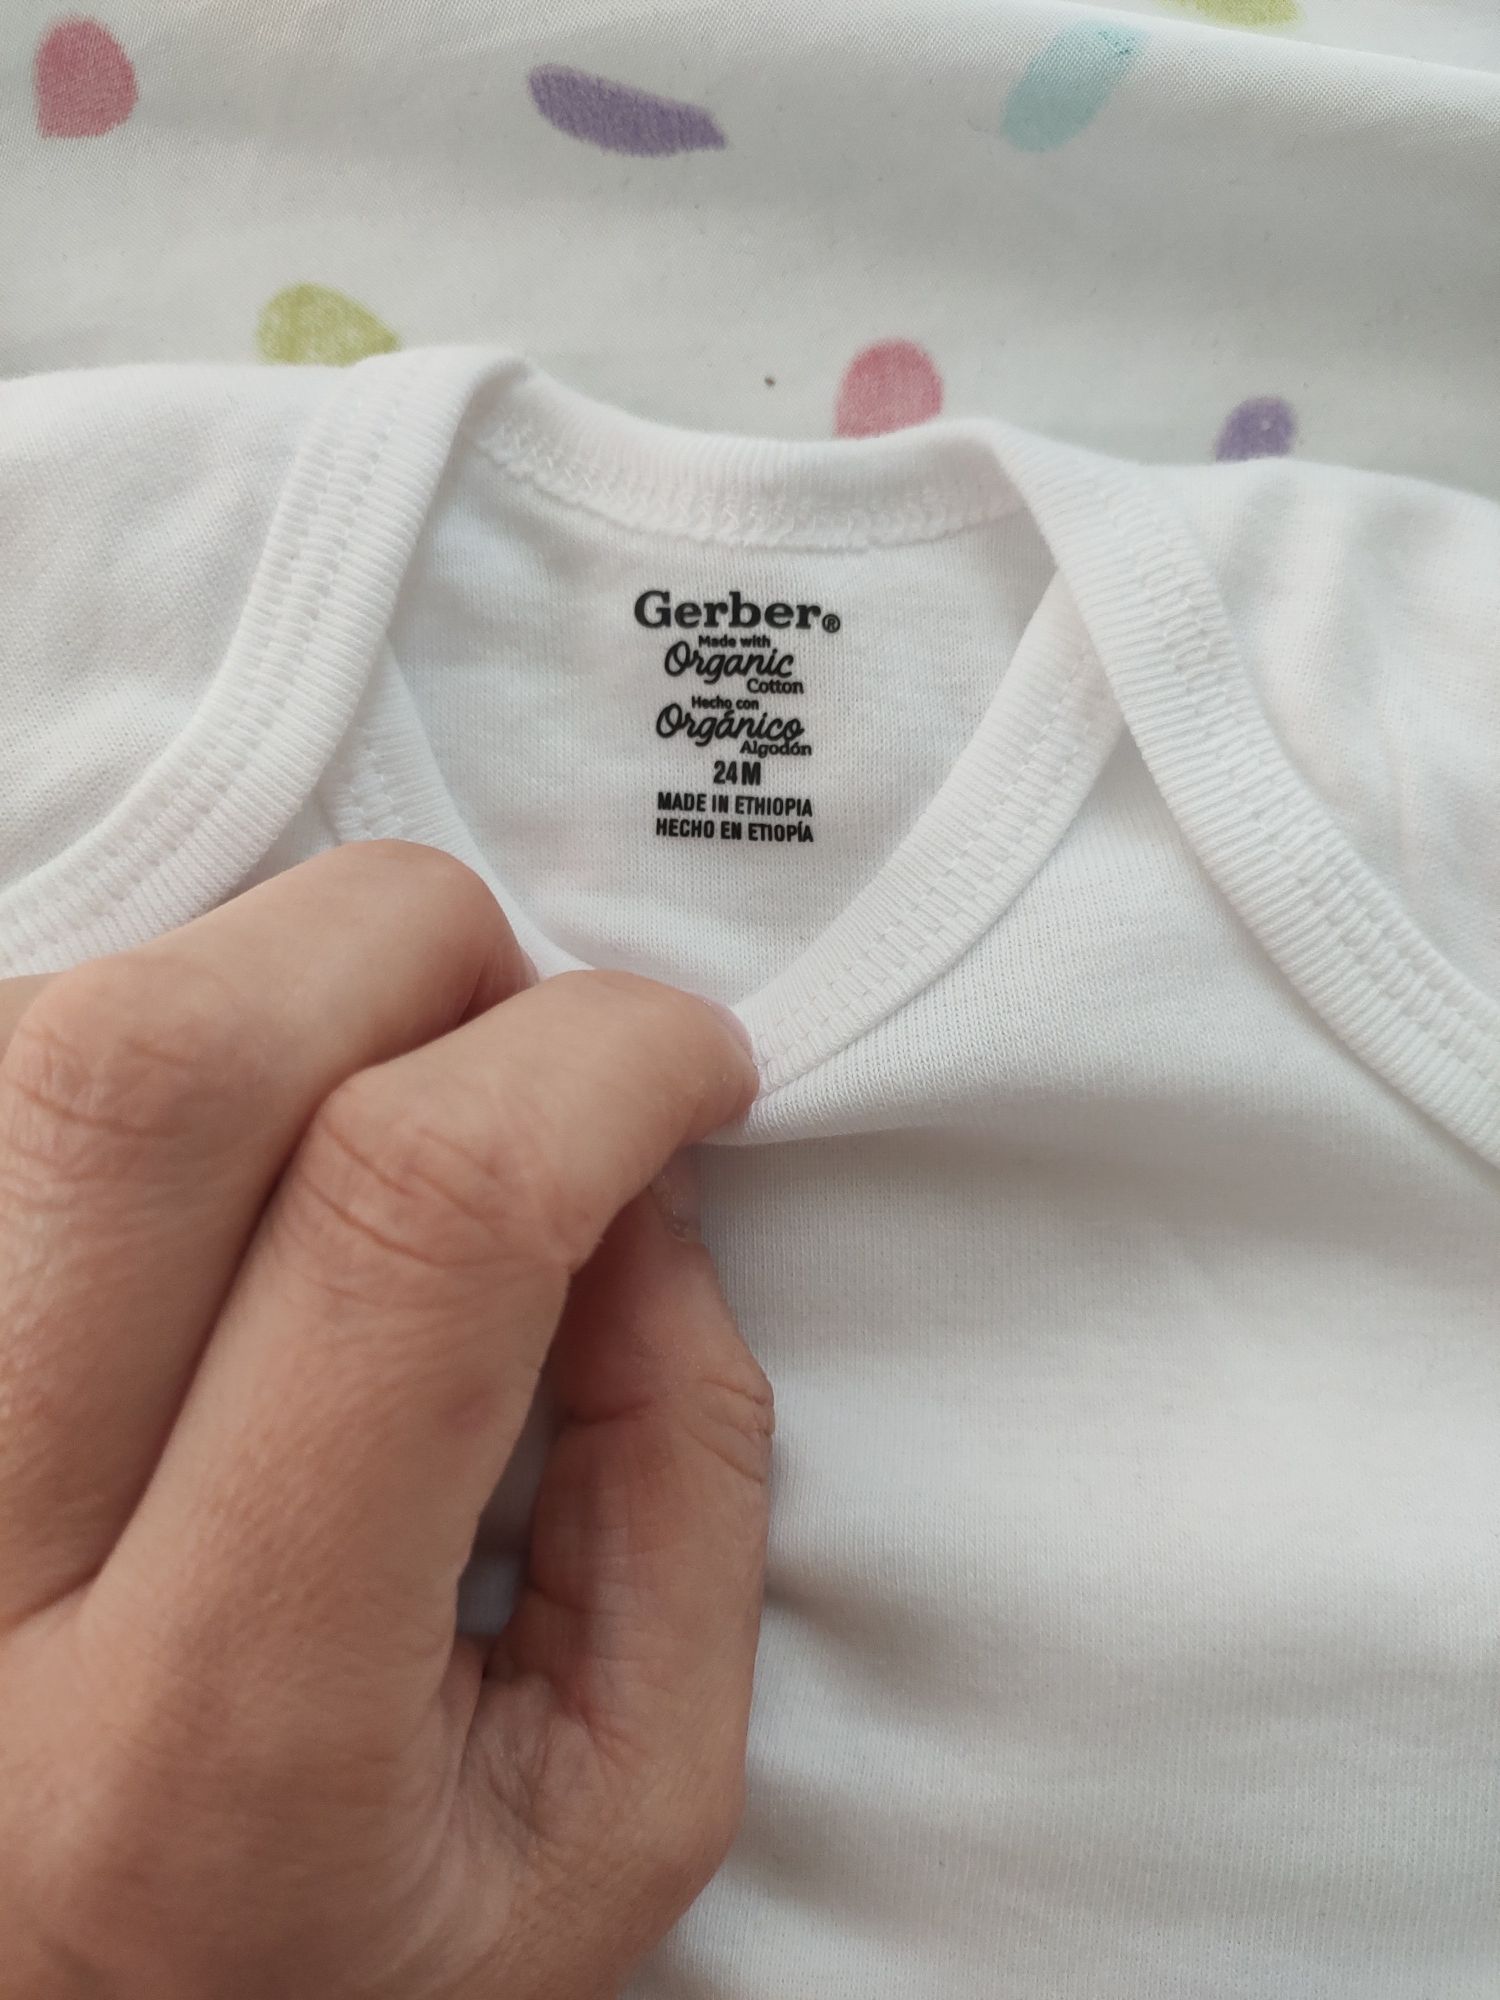 Gerber®
Made with
Organic
Cotton
Hecho con
Orgánico
Algodón
24M
MADE IN ETHIOPIA
HECHO EN ETIOPÍA